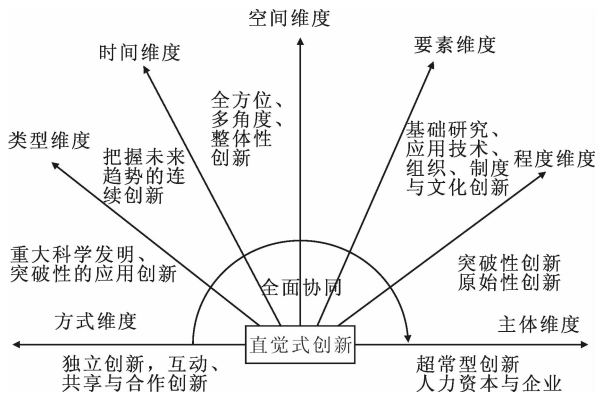 空间维度
时间维度
要素维度
全方位、
多角度、
整体性
创新
基础研究、
应用技术、
组织、制度
与文化创新
类型维度
把握未来
趋势的连
续创新
程度维度
重大科学发明、
突破性的应用创新
突破性创新
原始性创新
全面协同
方式维度
直觉式创新
主体维度
独立创新，互动、
共享与合作创新
超常型创新
人力资本与企业